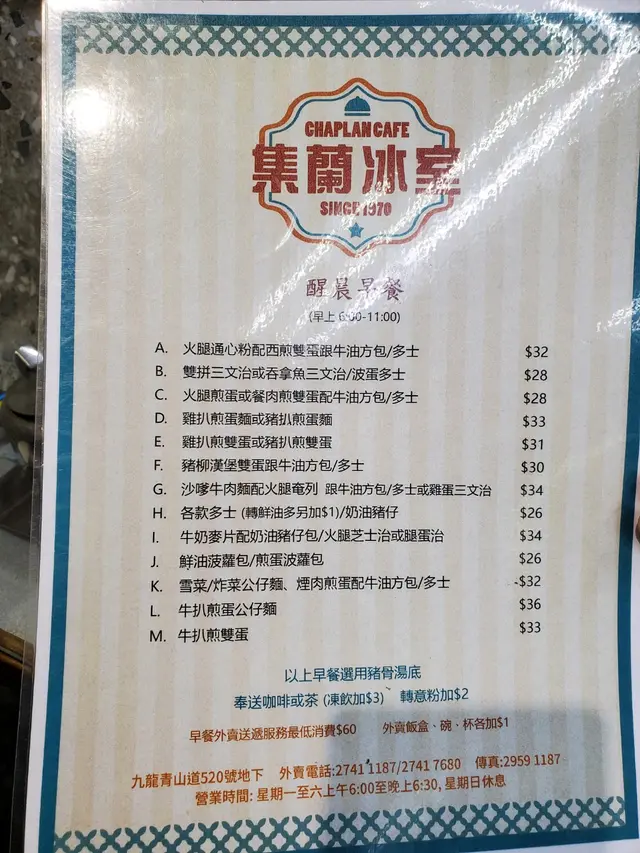 CHAPLAN CAFE
集蘭冰室
SINCE 1970
醒晨早餐
(早上 6:00-11:00)
A. 火腿通心粉配西煎雙蛋跟牛油方包/多士 $32
B. 雙拼三文治或吞拿魚三文治/波蛋多士 $28
C. 火腿煎蛋或餐肉煎雙蛋配牛油方包/多士 $28
D. 雞扒煎蛋麵或豬扒煎蛋麵 $33
E. 雞扒煎雙蛋或豬扒煎雙蛋 $31
F. 豬柳漢堡雙蛋跟牛油方包/多士 $30
G. 沙嗲牛肉麵配火腿奄列 跟牛油方包/多士或雞蛋三文治 $34
H. 各款多士 (轉鮮油多另加$1)/奶油豬仔 $26
I. 牛奶麥片配奶油豬仔包/火腿芝士治或腿蛋治 $34
J. 鮮油菠蘿包/煎蛋菠蘿包 $26
K. 雪菜/炸菜公仔麵、煙肉煎蛋配牛油方包/多士 $32
L. 牛扒煎蛋公仔麵 $36
M. 牛扒煎雙蛋 $33
以上早餐選用豬骨湯底
奉送咖啡或茶 (凍飲加$3) 轉意粉加$2
早餐外賣送遞服務最低消費$60 外賣飯盒、碗、杯各加$1
九龍青山道520號地下 外賣電話:2741 1187/2741 7680 傳真:2959 1187
營業時間: 星期一至六上午6:00至晚上6:30, 星期日休息